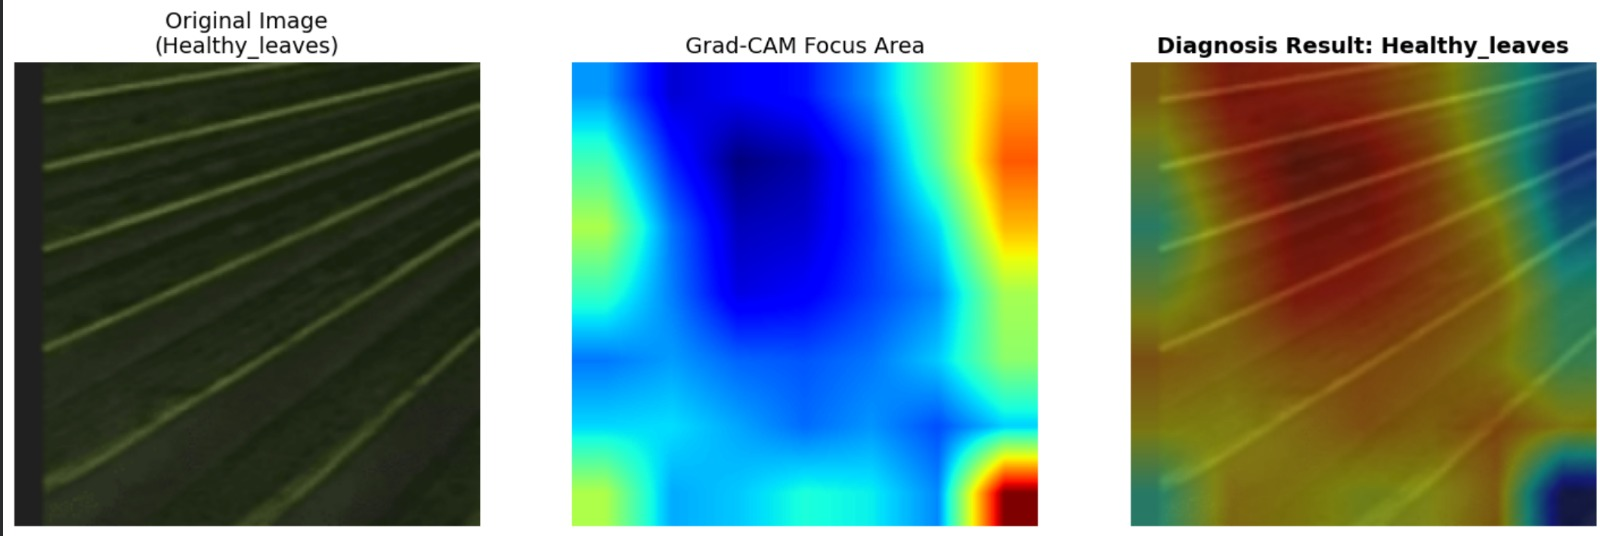 Original Image
(Healthy_leaves)
Grad-CAM Focus Area
Diagnosis Result: Healthy_leaves